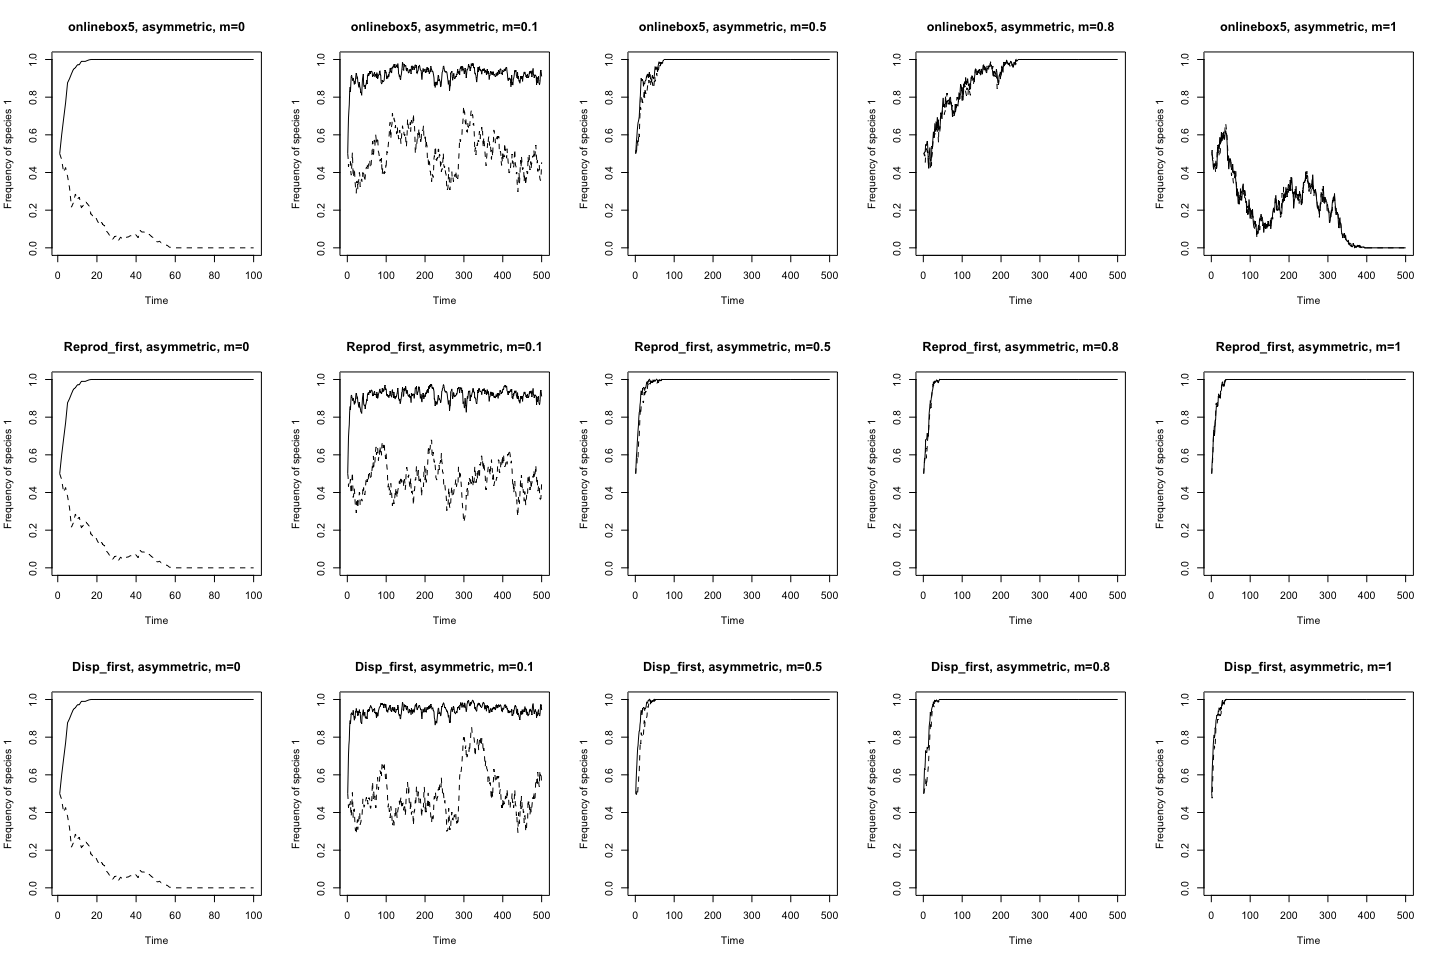 onlinebox5, asymmetric, m=0
Frequency of species 1
0.0 0.2 0.4 0.6 0.8 1.0
0 20 40 60 80 100
Time
onlinebox5, asymmetric, m=0.1
Frequency of species 1
0.0 0.2 0.4 0.6 0.8 1.0
0 100 200 300 400 500
Time
onlinebox5, asymmetric, m=0.5
Frequency of species 1
0.0 0.2 0.4 0.6 0.8 1.0
0 100 200 300 400 500
Time
onlinebox5, asymmetric, m=0.8
Frequency of species 1
0.0 0.2 0.4 0.6 0.8 1.0
0 100 200 300 400 500
Time
onlinebox5, asymmetric, m=1
Frequency of species 1
0.0 0.2 0.4 0.6 0.8 1.0
0 100 200 300 400 500
Time
Reprod_first, asymmetric, m=0
Frequency of species 1
0.0 0.2 0.4 0.6 0.8 1.0
0 20 40 60 80 100
Time
Reprod_first, asymmetric, m=0.1
Frequency of species 1
0.0 0.2 0.4 0.6 0.8 1.0
0 100 200 300 400 500
Time
Reprod_first, asymmetric, m=0.5
Frequency of species 1
0.0 0.2 0.4 0.6 0.8 1.0
0 100 200 300 400 500
Time
Reprod_first, asymmetric, m=0.8
Frequency of species 1
0.0 0.2 0.4 0.6 0.8 1.0
0 100 200 300 400 500
Time
Reprod_first, asymmetric, m=1
Frequency of species 1
0.0 0.2 0.4 0.6 0.8 1.0
0 100 200 300 400 500
Time
Disp_first, asymmetric, m=0
Frequency of species 1
0.0 0.2 0.4 0.6 0.8 1.0
0 20 40 60 80 100
Time
Disp_first, asymmetric, m=0.1
Frequency of species 1
0.0 0.2 0.4 0.6 0.8 1.0
0 100 200 300 400 500
Time
Disp_first, asymmetric, m=0.5
Frequency of species 1
0.0 0.2 0.4 0.6 0.8 1.0
0 100 200 300 400 500
Time
Disp_first, asymmetric, m=0.8
Frequency of species 1
0.0 0.2 0.4 0.6 0.8 1.0
0 100 200 300 400 500
Time
Disp_first, asymmetric, m=1
Frequency of species 1
0.0 0.2 0.4 0.6 0.8 1.0
0 100 200 300 400 500
Time